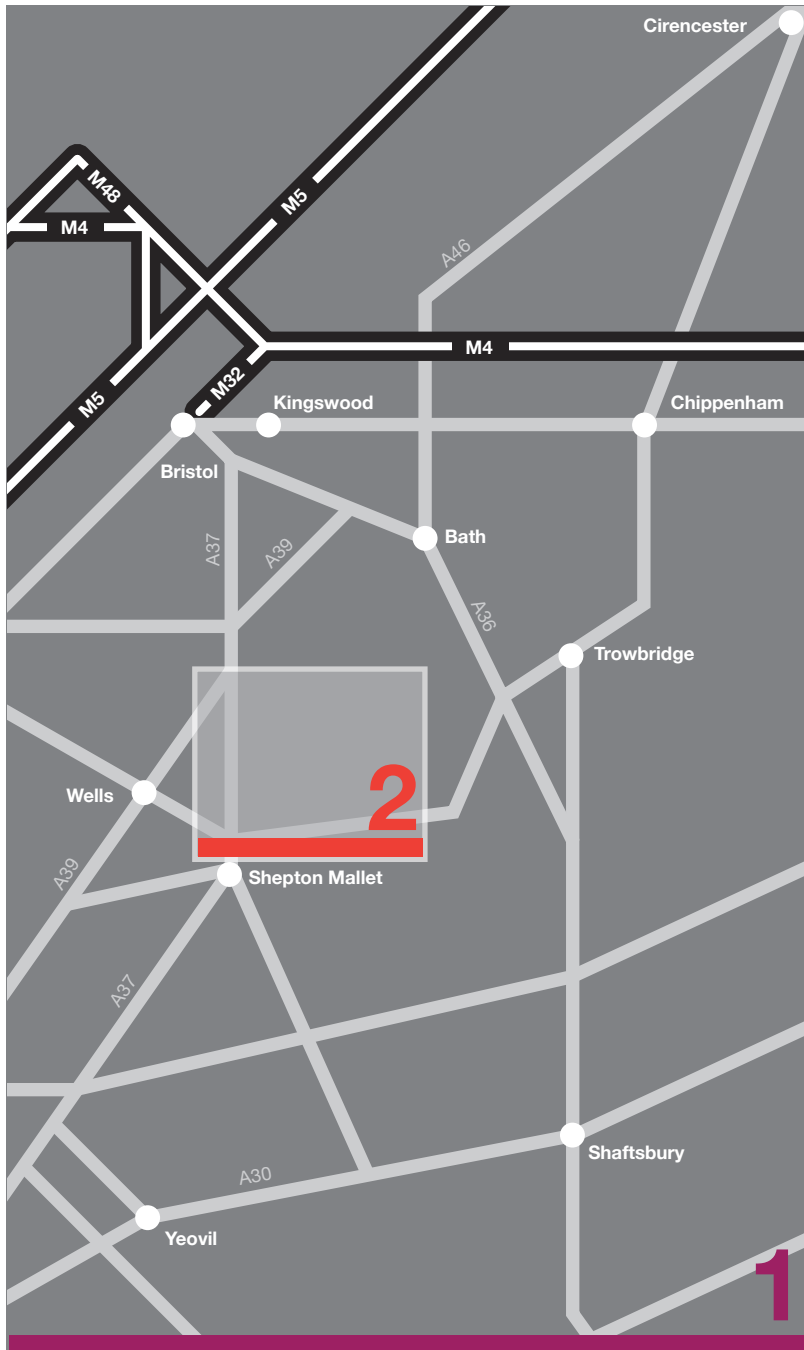 Cirencester
M48
M5
M4
A46
M4
M32
M5
Kingswood
Chippenham
Bristol
A37
A39
Bath
A36
Trowbridge
2
Wells
Shepton Mallet
A39
A37
Shaftsbury
A30
Yeovil
1